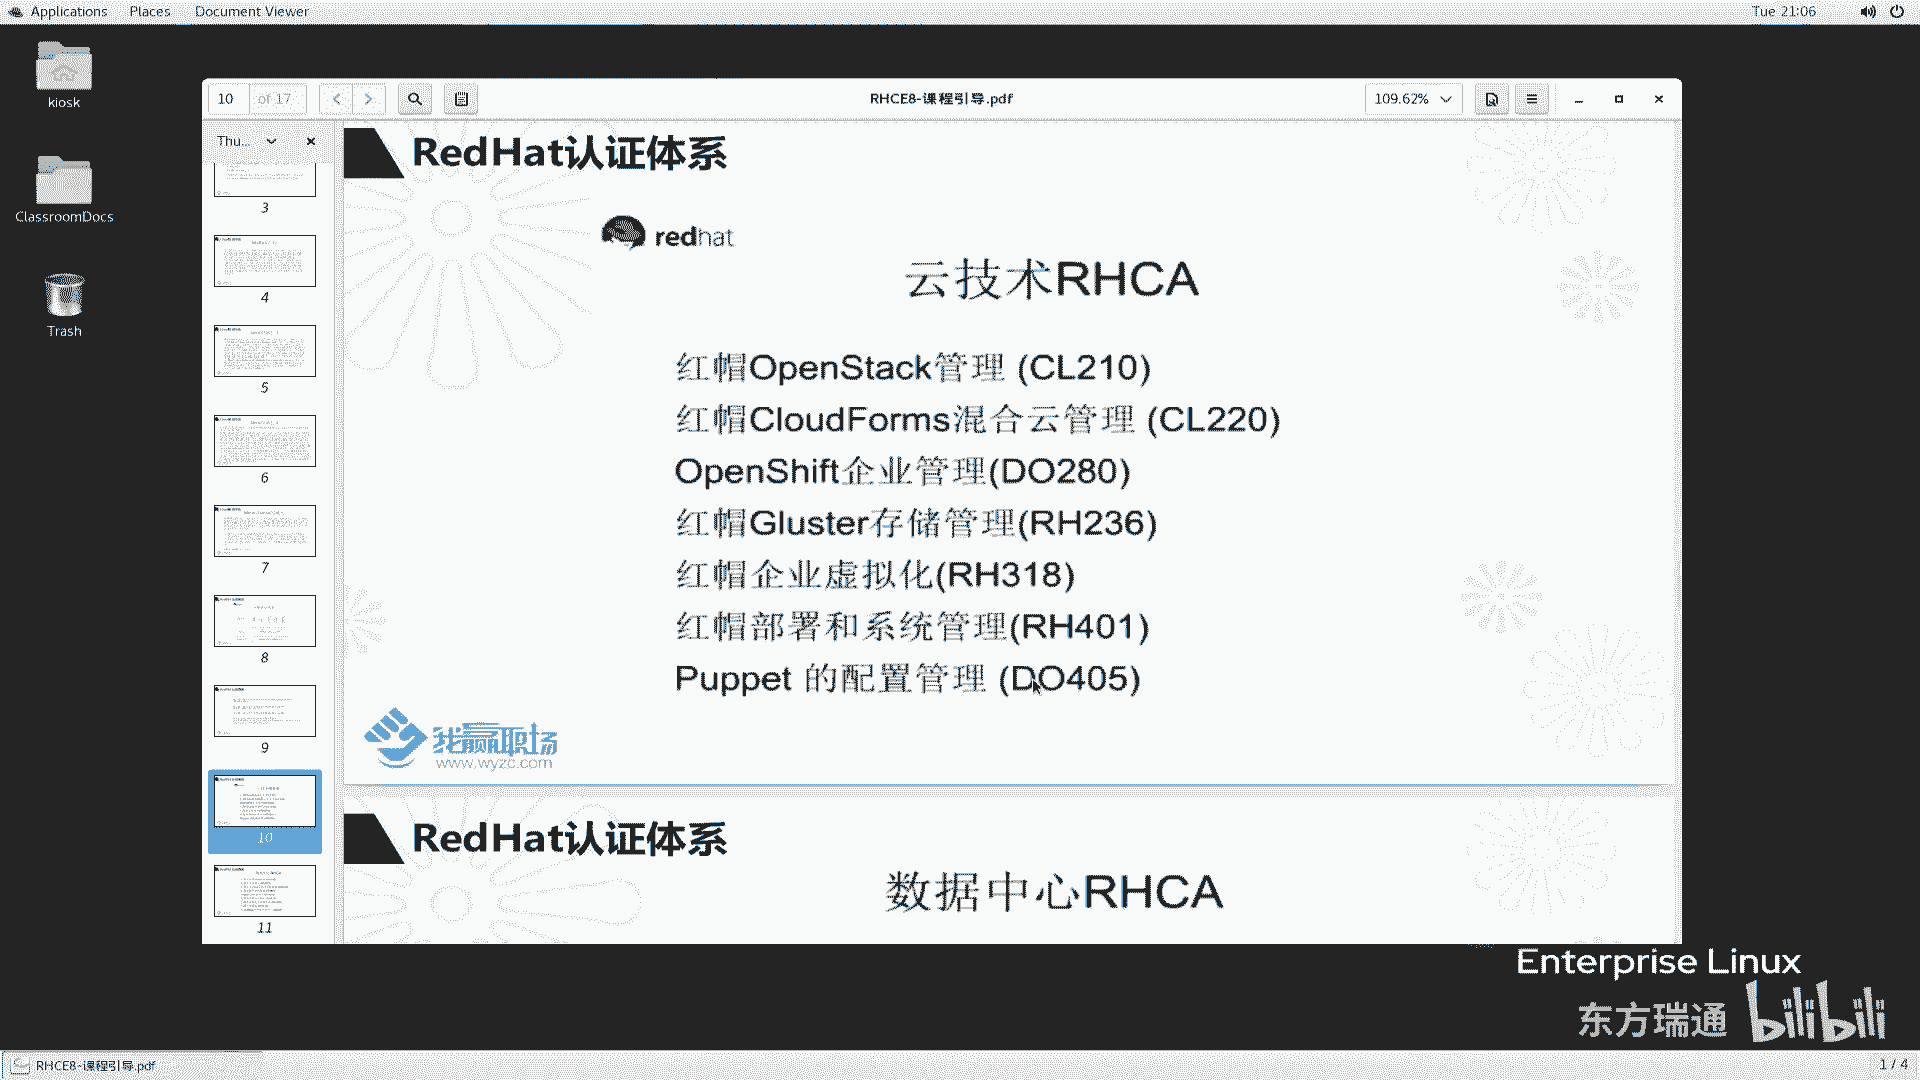 Applications Places Document Viewer Tue 21:06
kiosk
ClassroomDocs
Trash
10 of 17 RHCE8-课程引导.pdf 109.62%
Thu...
3
4
5
6
7
8
9
10
11
RedHat认证体系
redhat
云技术RHCA
红帽OpenStack管理 (CL210)
红帽CloudForms混合云管理 (CL220)
OpenShift企业管理(DO280)
红帽Gluster存储管理(RH236)
红帽企业虚拟化(RH318)
红帽部署和系统管理(RH401)
Puppet 的配置管理 (DO405)
我赢职场
www.wyzc.com
RedHat认证体系
数据中心RHCA
Enterprise Linux
东方瑞通 bilibili
RHCE8-课程引导.pdf 1 / 4